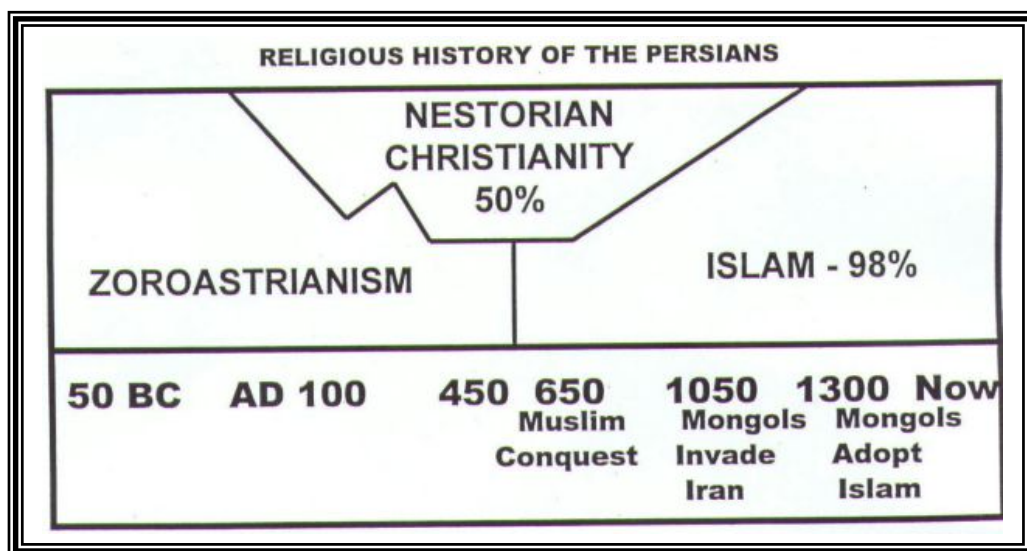 RELIGIOUS HISTORY OF THE PERSIANS
NESTORIAN
CHRISTIANITY
50%
ZOROASTRIANISM
ISLAM - 98%
50 BC AD 100 450 650 1050 1300 Now
Muslim Mongols Mongols
Conquest Invade Adopt
Iran Islam